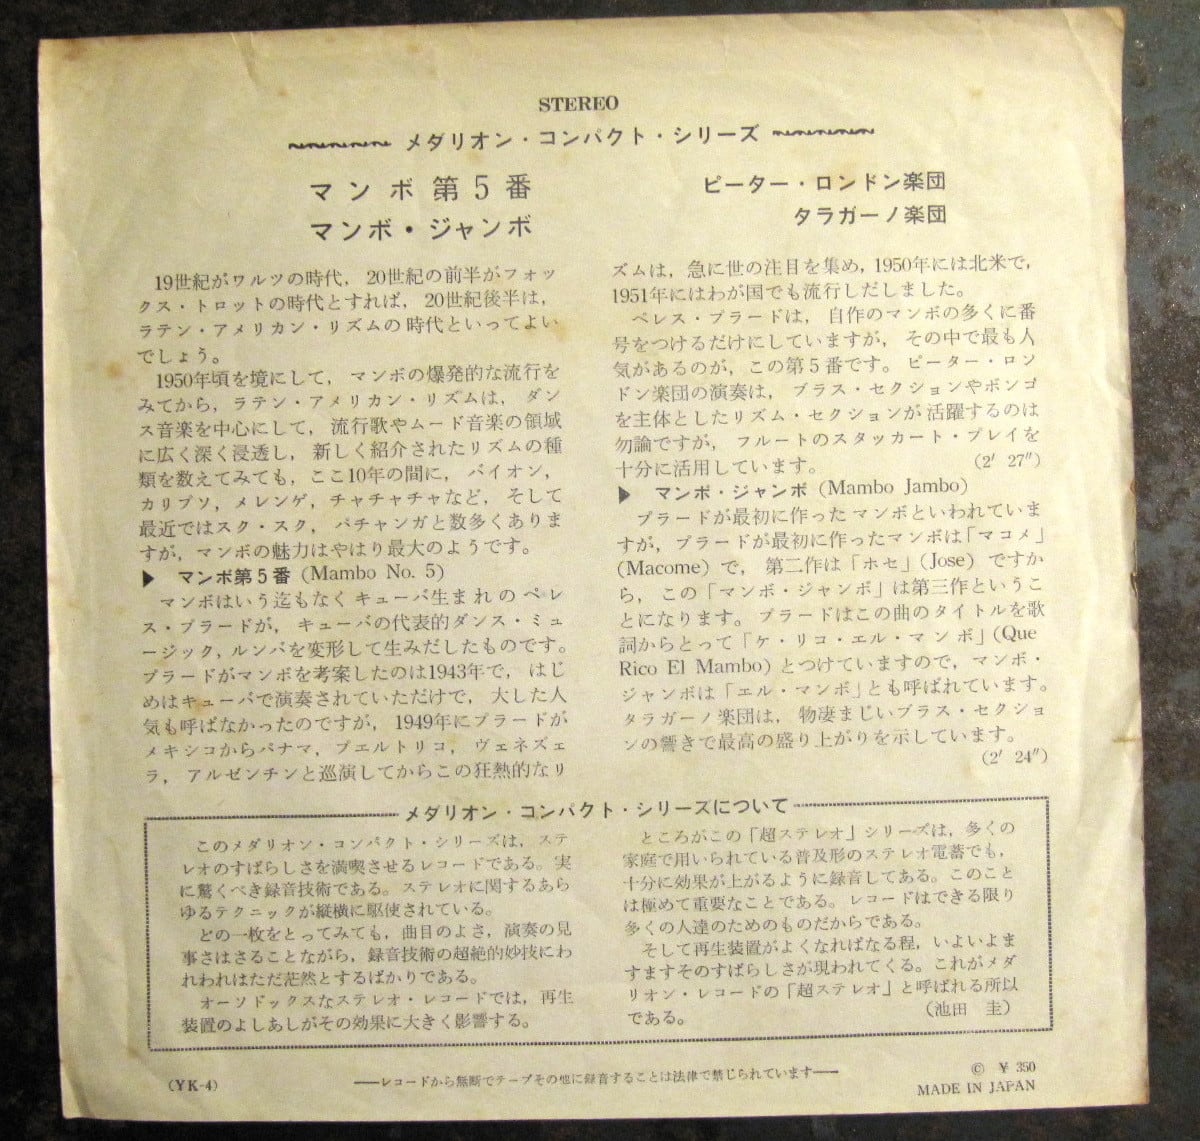 STEREO
メダリオン・コンパクト・シリーズ
マンボ第5番
マンボ・ジャンボ
ピーター・ロンドン楽団
タラガーノ楽団
19世紀がワルツの時代，20世紀の前半がフォッ
クス・トロットの時代とすれば，20世紀後半は，
ラテン・アメリカン・リズムの時代といってよい
でしょう。
1950年頃を境にして，マンボの爆発的な流行を
みてから，ラテン・アメリカン・リズムは，ダン
ス音楽を中心にして，流行歌やムード音楽の領域
に広く深く浸透し，新しく紹介されたリズムの種
類を数えてみても，ここ10年の間に，バイオン，
カリプソ，メレンゲ，チャチャチャなど，そして
最近ではスク・スク，パチャンガと数多くありま
すが，マンボの魅力はやはり最大のようです。
▶ マンボ第5番 (Mambo No. 5)
マンボはいう迄もなくキューバ生まれのペレ
ス・プラードが，キューバの代表的ダンス・ミュ
ージック，ルンバを変形して生みだしたものです。
プラードがマンボを考案したのは1943年で，はじ
めはキューバで演奏されていただけで，大した人
気も呼ばなかったのですが，1949年にプラードが
メキシコからパナマ，プエルトリコ，ヴェネズェ
ラ，アルゼンチンと巡演してからこの狂熱的なリ
ズムは，急に世の注目を集め，1950年には北米で，
1951年にはわが国でも流行しだしました。
ペレス・プラードは，自作のマンボの多くに番
号をつけるだけにしていますが，その中で最も人
気があるのが，この第5番です。ピーター・ロン
ドン楽団の演奏は，ブラス・セクションやボンゴ
を主体としたリズム・セクションが活躍するのは
勿論ですが，フルートのスタッカート・プレイを
十分に活用しています。 (2′ 27″)
▶ マンボ・ジャンボ (Mambo Jambo)
プラードが最初に作ったマンボといわれていま
すが，プラードが最初に作ったマンボは「マコメ」
(Macome) で，第二作は「ホセ」(Jose) ですか
ら，この「マンボ・ジャンボ」は第三作というこ
とになります。プラードはこの曲のタイトルを歌
詞からとって「ケ・リコ・エル・マンボ」(Que
Rico El Mambo) とつけていますので，マンボ・
ジャンボは「エル・マンボ」とも呼ばれています。
タラガーノ楽団は，物凄まじいブラス・セクショ
ンの響きで最高の盛り上がりを示しています。
(2′ 24″)
メダリオン・コンパクト・シリーズについて
このメダリオン・コンパクト・シリーズは，ステ
レオのすばらしさを満喫させるレコードである。実
に驚くべき録音技術である。ステレオに関するあら
ゆるテクニックが縦横に駆使されている。
どの一枚をとってみても，曲目のよさ，演奏の見
事さはさることながら，録音技術の超絶的妙技にわ
れわれはただ茫然とするばかりである。
オーソドックスなステレオ・レコードでは，再生
装置のよしあしがその効果に大きく影響する。
ところがこの「超ステレオ」シリーズは，多くの
家庭で用いられている普及形のステレオ電蓄でも，
十分に効果が上がるように録音してある。このこと
は極めて重要なことである。レコードはできる限り
多くの人達のためのものだからである。
そして再生装置がよくなればなる程，いよいよま
すますそのすばらしさが現われてくる。これがメダ
リオン・レコードの「超ステレオ」と呼ばれる所以
である。 (池田 圭)
(YK-4)
――レコードから無断でテープその他に録音することは法律で禁じられています――
© ￥ 350
MADE IN JAPAN